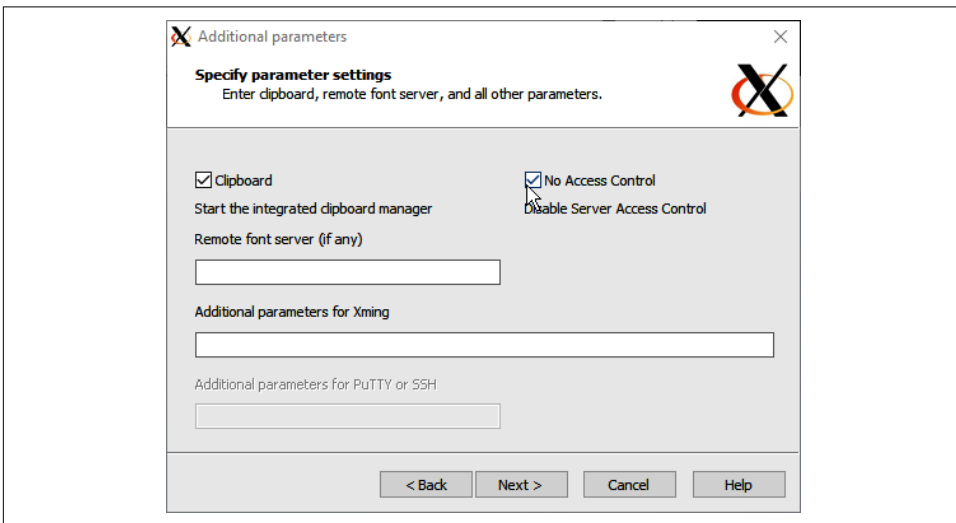 Additional parameters
Specify parameter settings
Enter clipboard, remote font server, and all other parameters.
Clipboard
No Access Control
Start the integrated clipboard manager
Disable Server Access Control
Remote font server (if any)
Additional parameters for Xming
Additional parameters for PuTTY or SSH
< Back
Next >
Cancel
Help